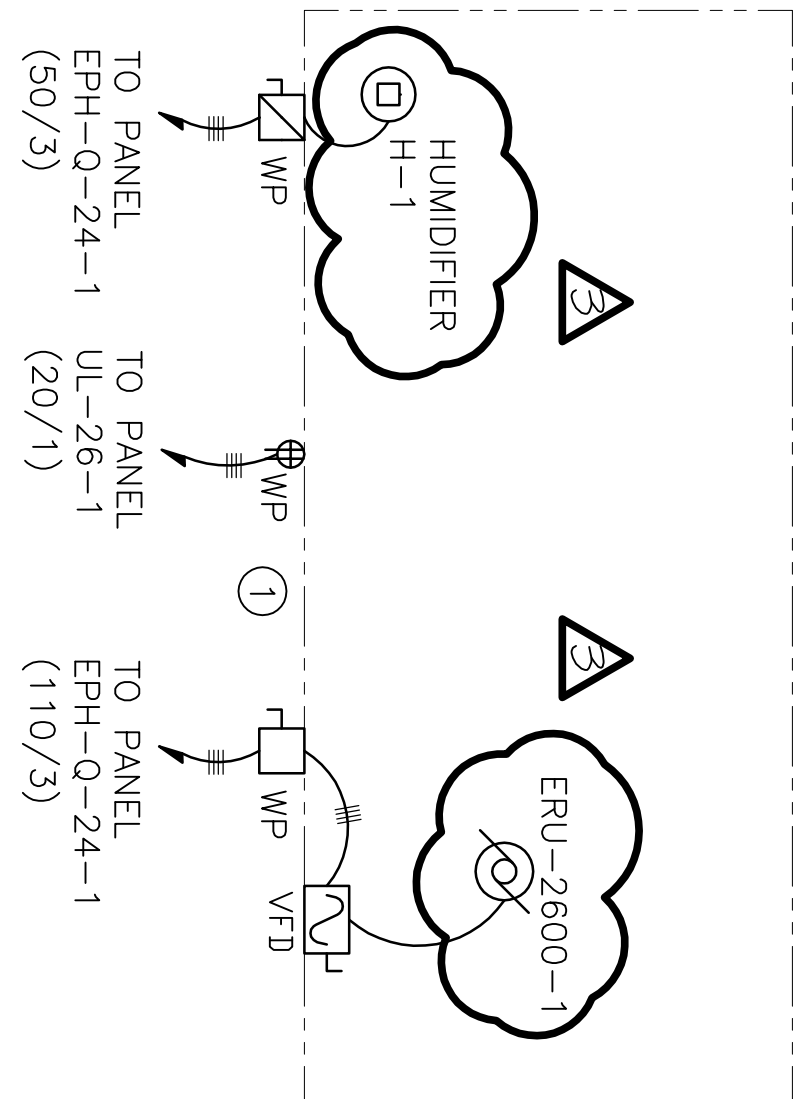 HUMIDIFIER
H-1
3
WP
TO PANEL
EPH-Q-24-1
(50/3)
WP
TO PANEL
UL-26-1
(20/1)
1
3
ERU-2600-1
VFD
WP
TO PANEL
EPH-Q-24-1
(110/3)